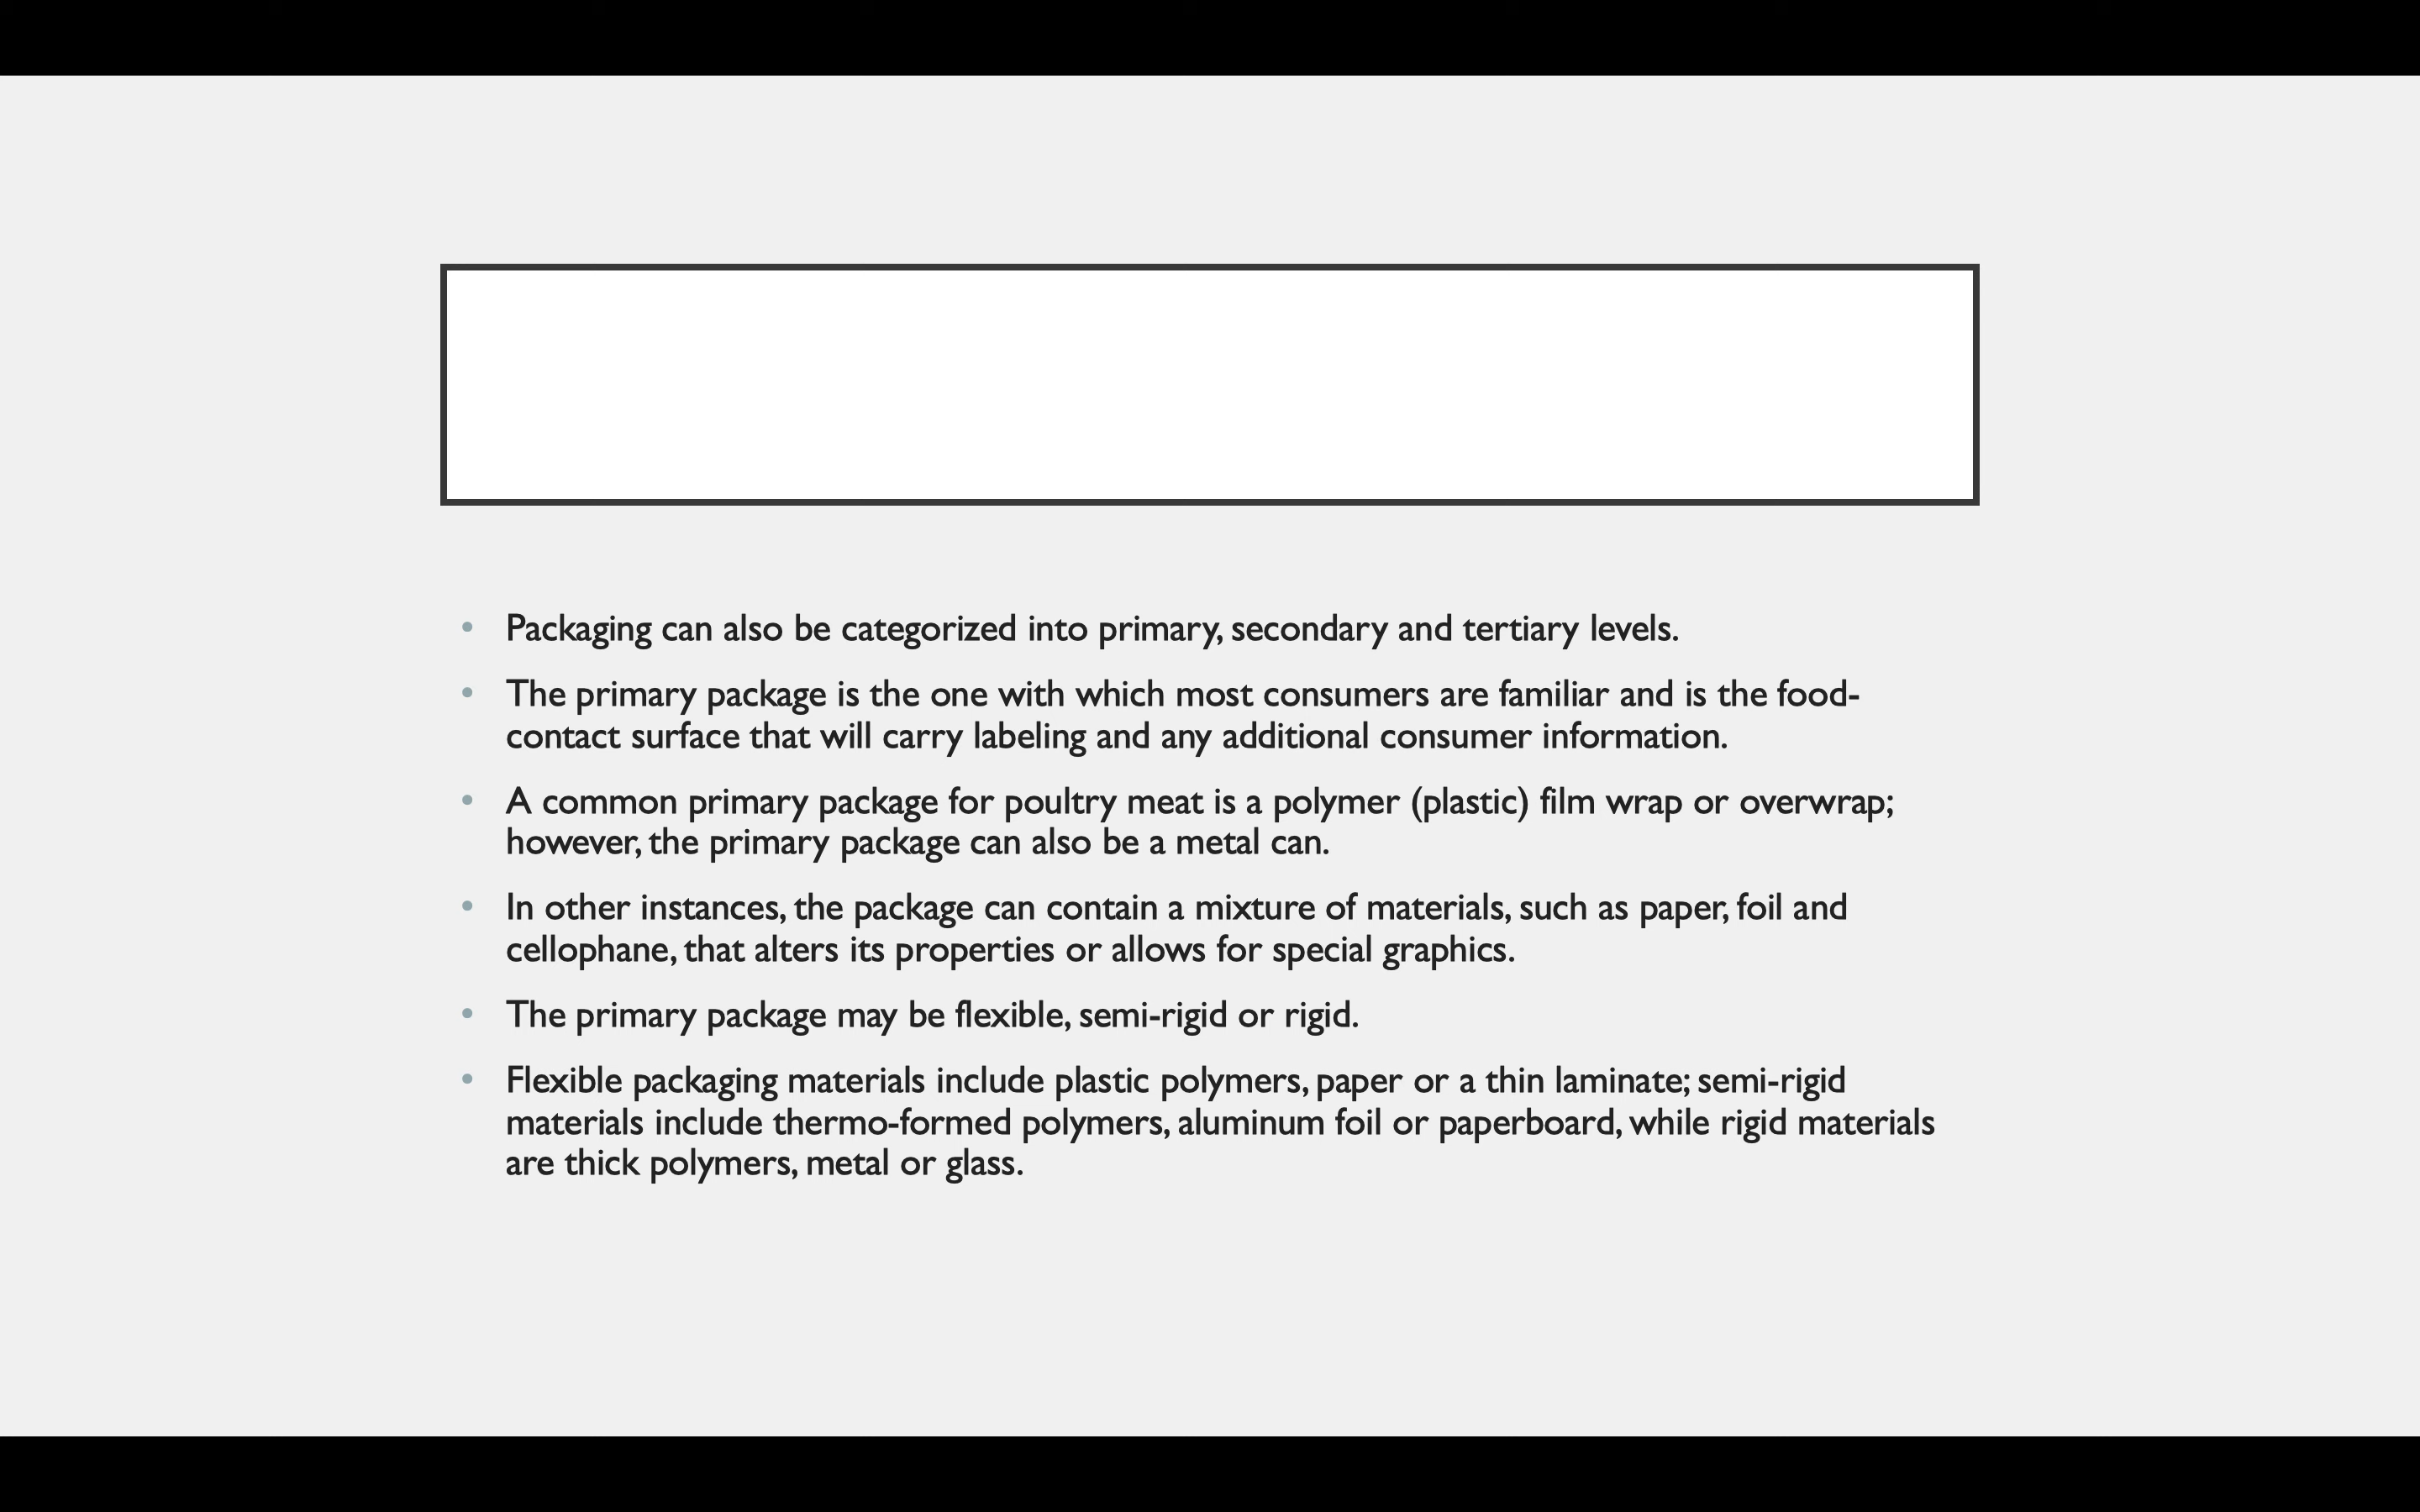 • Packaging can also be categorized into primary, secondary and tertiary levels.
• The primary package is the one with which most consumers are familiar and is the food-
contact surface that will carry labeling and any additional consumer information.
• A common primary package for poultry meat is a polymer (plastic) film wrap or overwrap;
however, the primary package can also be a metal can.
• In other instances, the package can contain a mixture of materials, such as paper, foil and
cellophane, that alters its properties or allows for special graphics.
• The primary package may be flexible, semi-rigid or rigid.
• Flexible packaging materials include plastic polymers, paper or a thin laminate; semi-rigid
materials include thermo-formed polymers, aluminum foil or paperboard, while rigid materials
are thick polymers, metal or glass.